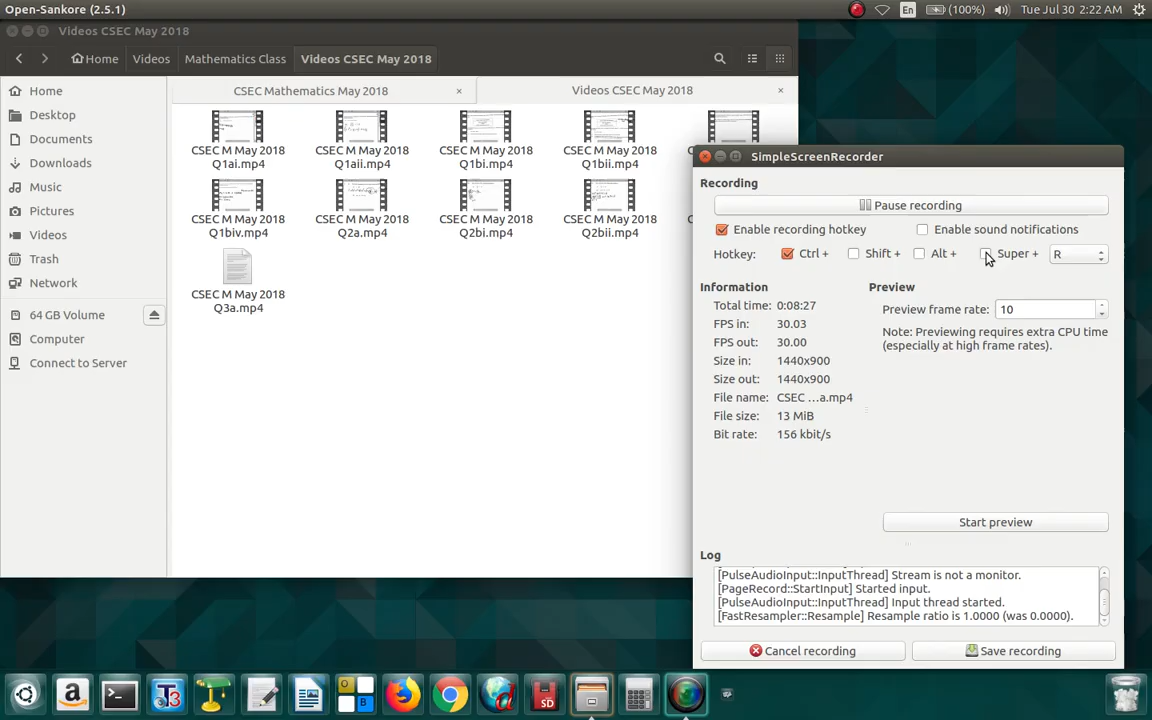 Open-Sankore (2.5.1)
En
(100%)
Tue Jul 30 2:22 AM
Videos CSEC May 2018
Home
Videos
Mathematics Class
Videos CSEC May 2018
CSEC Mathematics May 2018
Videos CSEC May 2018
Home
Desktop
Documents
Downloads
Music
Pictures
Videos
Trash
Network
64 GB Volume
Computer
Connect to Server
CSEC M May 2018 Q1ai.mp4
CSEC M May 2018 Q1aii.mp4
CSEC M May 2018 Q1bi.mp4
CSEC M May 2018 Q1bii.mp4
CSEC M May 2018 Q1biv.mp4
CSEC M May 2018 Q2a.mp4
CSEC M May 2018 Q2bi.mp4
CSEC M May 2018 Q2bii.mp4
CSEC M May 2018 Q3a.mp4
SimpleScreenRecorder
Recording
Pause recording
Enable recording hotkey
Enable sound notifications
Hotkey:
Ctrl +
Shift +
Alt +
Super +
R
Information
Total time: 0:08:27
FPS in: 30.03
FPS out: 30.00
Size in: 1440x900
Size out: 1440x900
File name: CSEC ...a.mp4
File size: 13 MiB
Bit rate: 156 kbit/s
Preview
Preview frame rate: 10
Note: Previewing requires extra CPU time
(especially at high frame rates).
Start preview
Log
[PulseAudioInput::InputThread] Stream is not a monitor.
[PageRecord::StartInput] Started input.
[PulseAudioInput::InputThread] Input thread started.
[FastResampler::Resample] Resample ratio is 1.0000 (was 0.0000).
Cancel recording
Save recording
SD